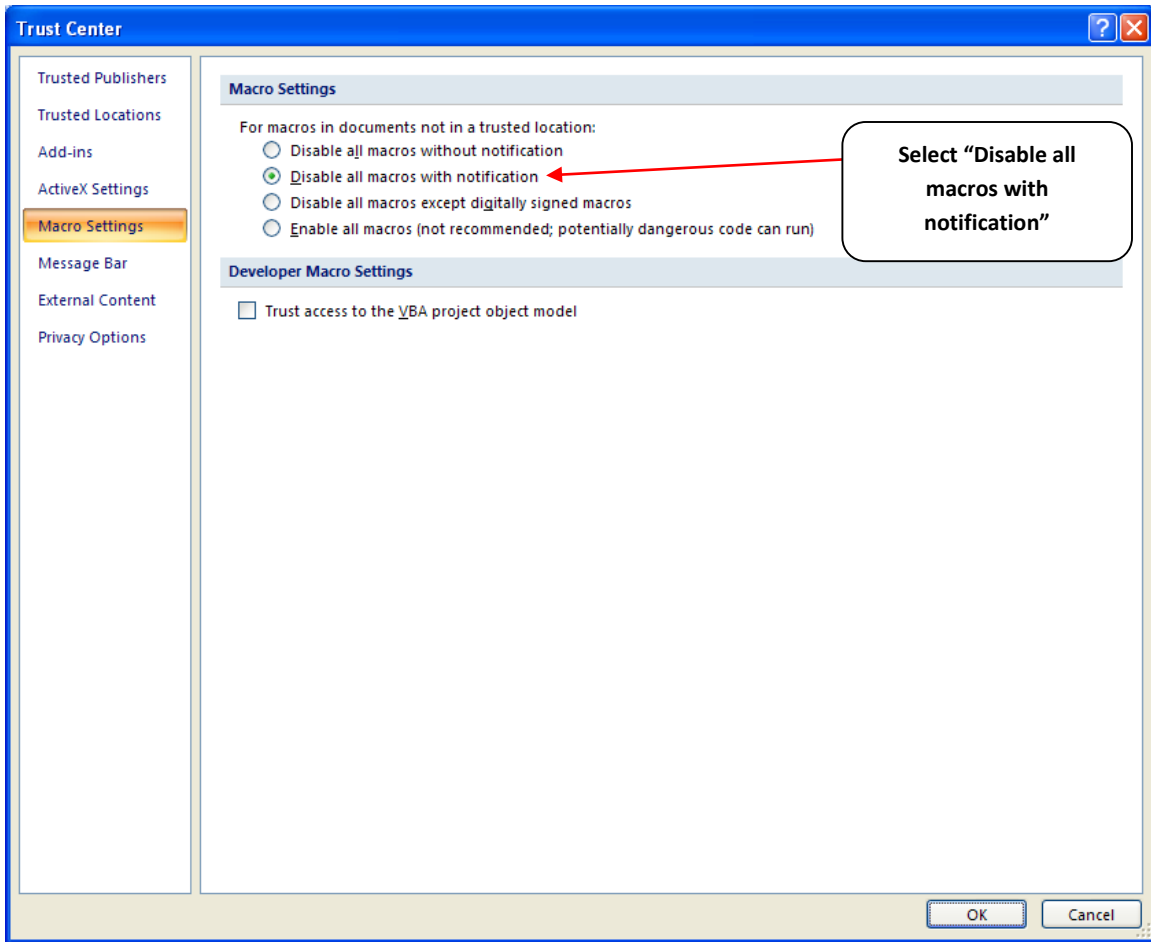 Trust Center
Trusted Publishers
Trusted Locations
Add-ins
ActiveX Settings
Macro Settings
Message Bar
External Content
Privacy Options
Macro Settings
For macros in documents not in a trusted location:
Disable all macros without notification
Disable all macros with notification
Disable all macros except digitally signed macros
Enable all macros (not recommended; potentially dangerous code can run)
Select “Disable all
macros with
notification”
Developer Macro Settings
Trust access to the VBA project object model
OK
Cancel